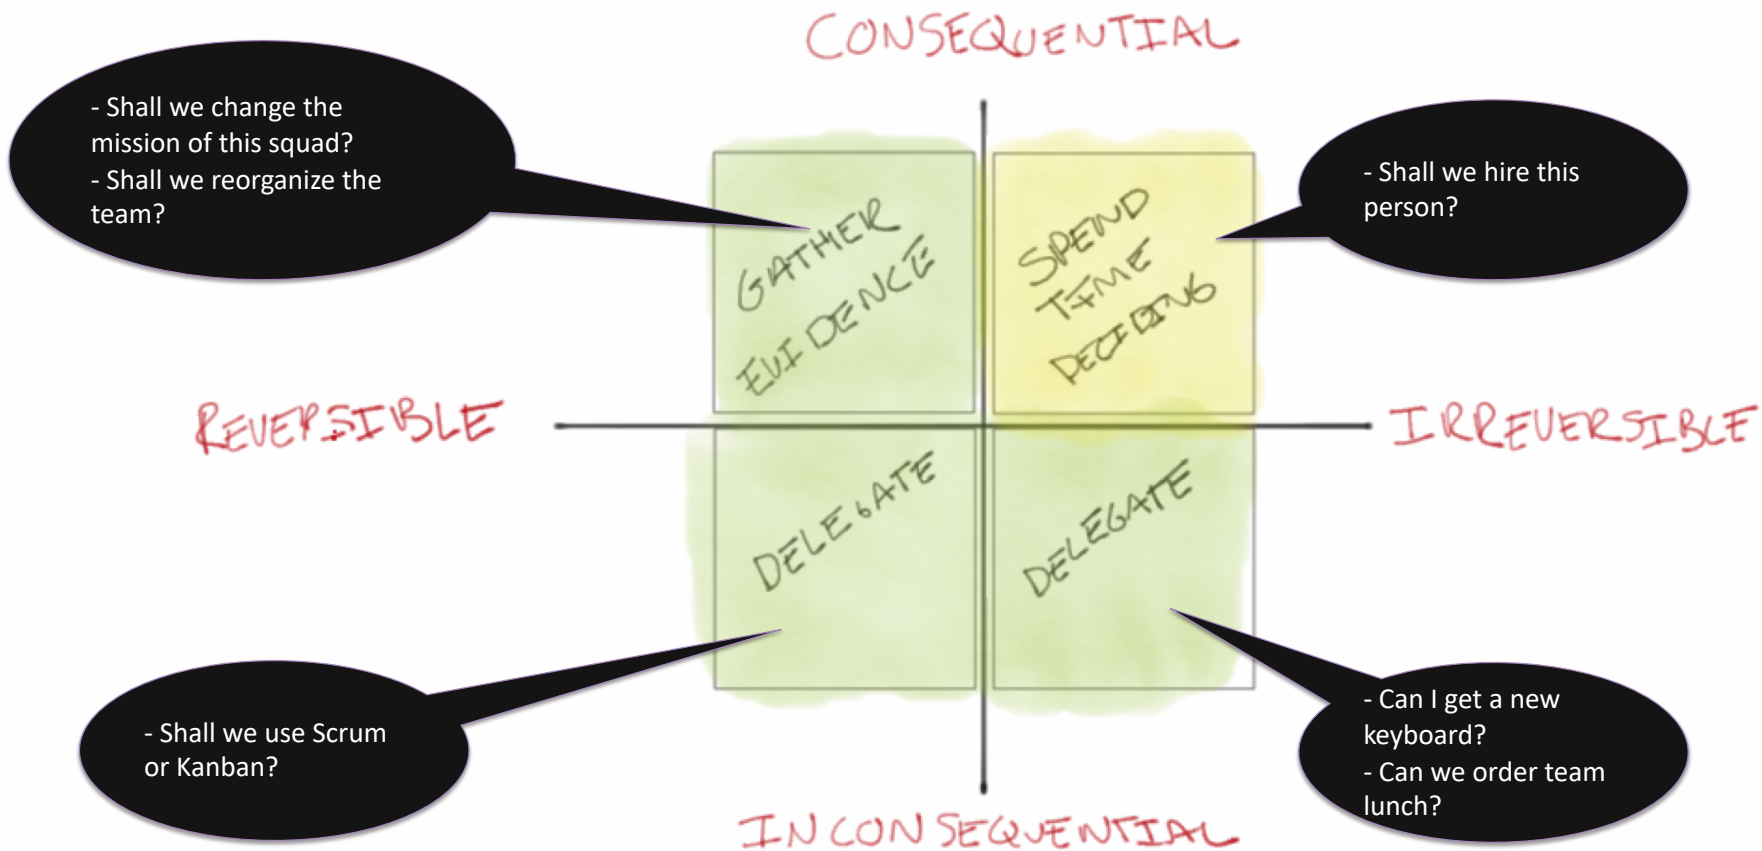 CONSEQUENTIAL
- Shall we change the
mission of this squad?
- Shall we reorganize the
team?
- Shall we hire this
person?
GATHER
EVIDENCE
SPEND
TIME
DECIDING
REVERSIBLE
IRREVERSIBLE
DELEGATE
DELEGATE
- Shall we use Scrum
or Kanban?
- Can I get a new
keyboard?
- Can we order team
lunch?
INCONSEQUENTIAL